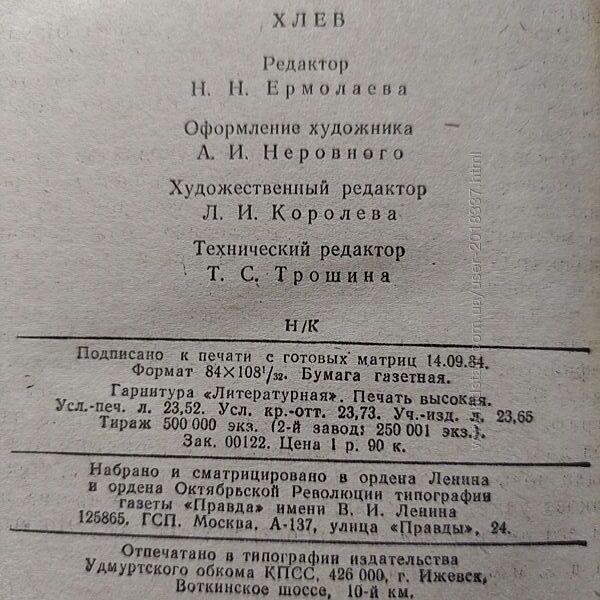 ХЛЕБ
Редактор
Н. Н. Ермолаева
Оформление художника
А. И. Неровного
Художественный редактор
Л. И. Королева
Технический редактор
Т. С. Трошина
Н/К
Подписано к печати с готовых матриц 14.09.84.
Формат 84×108¹/₃₂. Бумага газетная.
Гарнитура «Литературная». Печать высокая.
Усл.-печ. л. 23,52. Усл. кр.-отт. 23,73. Уч.-изд. л. 23,65
Тираж 500 000 экз. (2-й завод: 250 001 экз.).
Зак. 00122. Цена 1 р. 90 к.
Набрано и сматрицировано в ордена Ленина
и ордена Октябрьской Революции типографии
газеты «Правда» имени В. И. Ленина
125865, ГСП, Москва, А-137, улица «Правды», 24.
Отпечатано в типографии издательства
Удмуртского обкома КПСС, 426 000, г. Ижевск,
Воткинское шоссе, 10-й км.